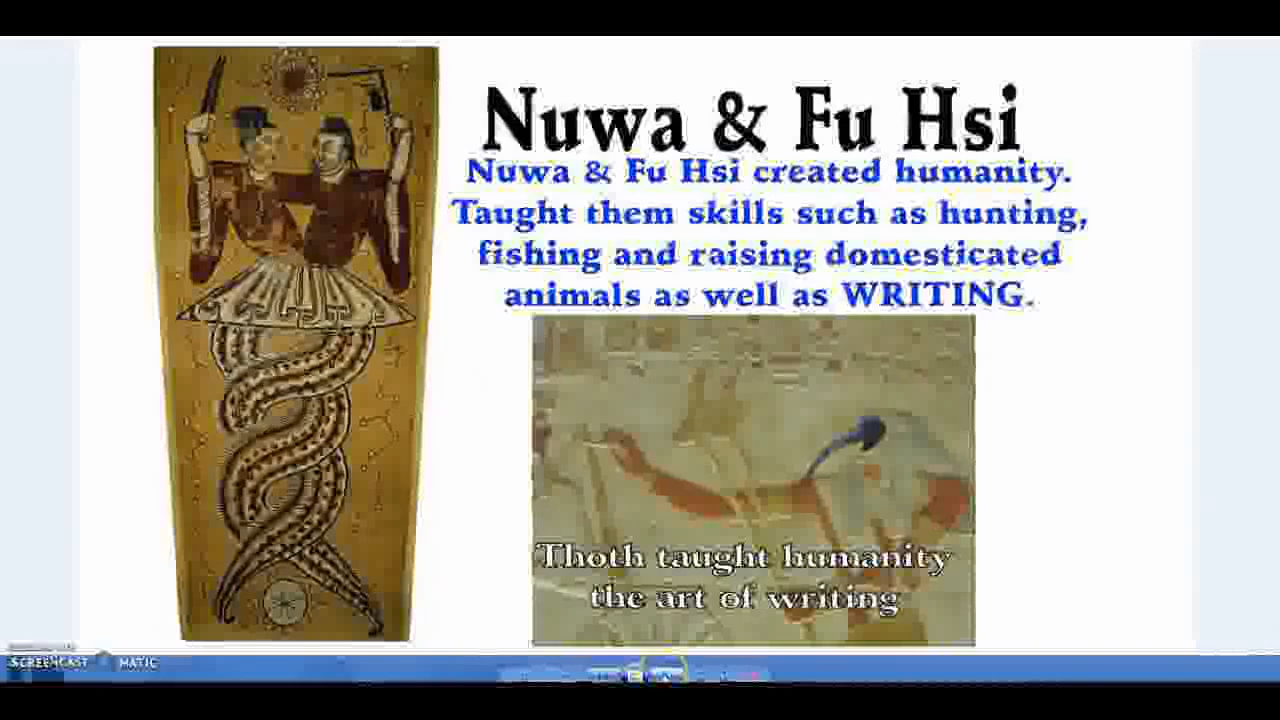 Nuwa & Fu Hsi
Nuwa & Fu Hsi created humanity.
Taught them skills such as hunting,
fishing and raising domesticated
animals as well as WRITING.
Thoth taught humanity
the art of writing
SCREENCAST MATIC